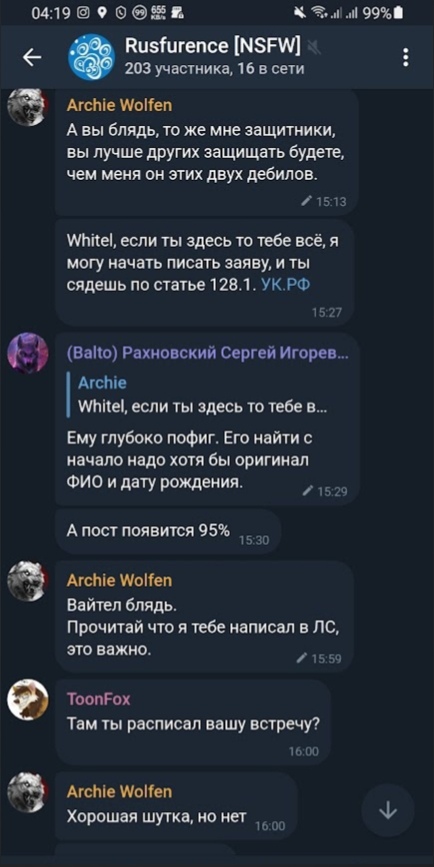 04:19
99
655
KB/s
99%
Rusfurence [NSFW]
203 участника, 16 в сети
Archie Wolfen
А вы блядь, то же мне защитники,
вы лучше других защищать будете,
чем меня он этих двух дебилов.
15:13
Whitel, если ты здесь то тебе всё, я
могу начать писать заяву, и ты
сядешь по статье 128.1. УК.РФ
15:27
(Balto) Рахновский Сергей Игорев...
Archie
Whitel, если ты здесь то тебе в...
Ему глубоко пофиг. Его найти с
начало надо хотя бы оригинал
ФИО и дату рождения.
15:29
А пост появится 95%
15:30
Archie Wolfen
Вайтел блядь.
Прочитай что я тебе написал в ЛС,
это важно.
15:59
ToonFox
Там ты расписал вашу встречу?
16:00
Archie Wolfen
Хорошая шутка, но нет
16:00